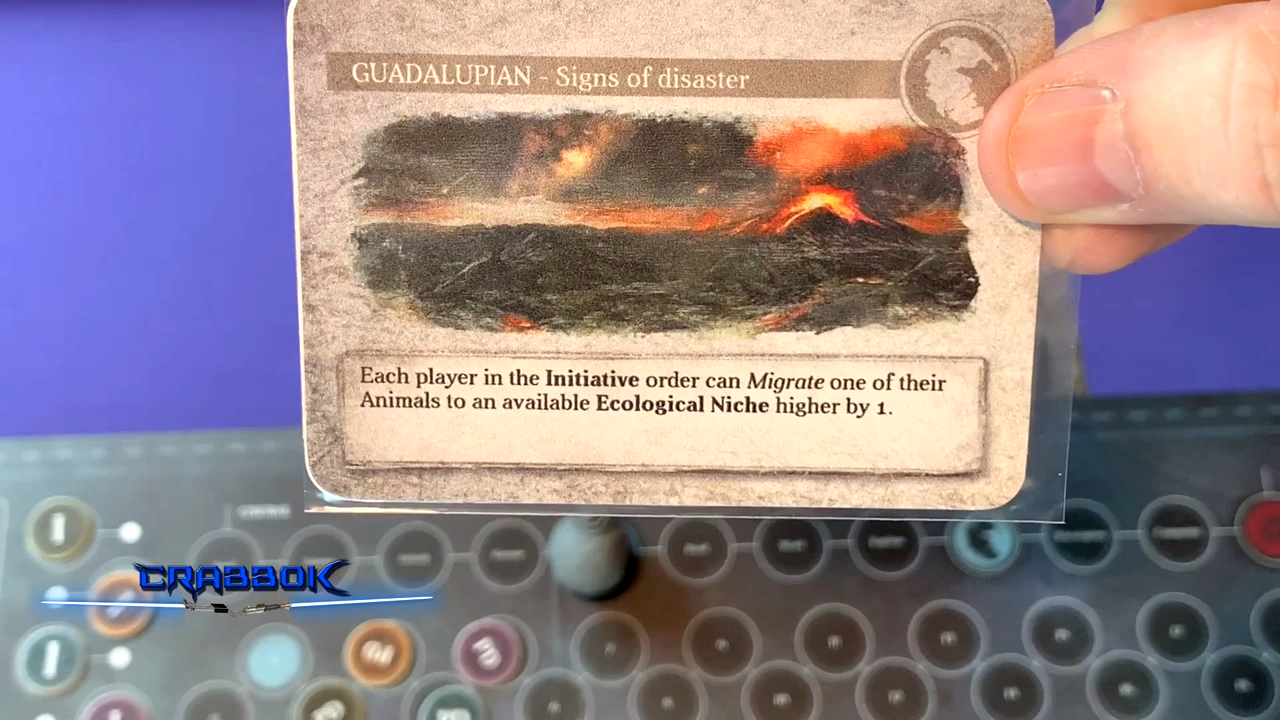 GUADALUPIAN - Signs of disaster
Each player in the Initiative order can Migrate one of their
Animals to an available Ecological Niche higher by 1.
CRABBOK